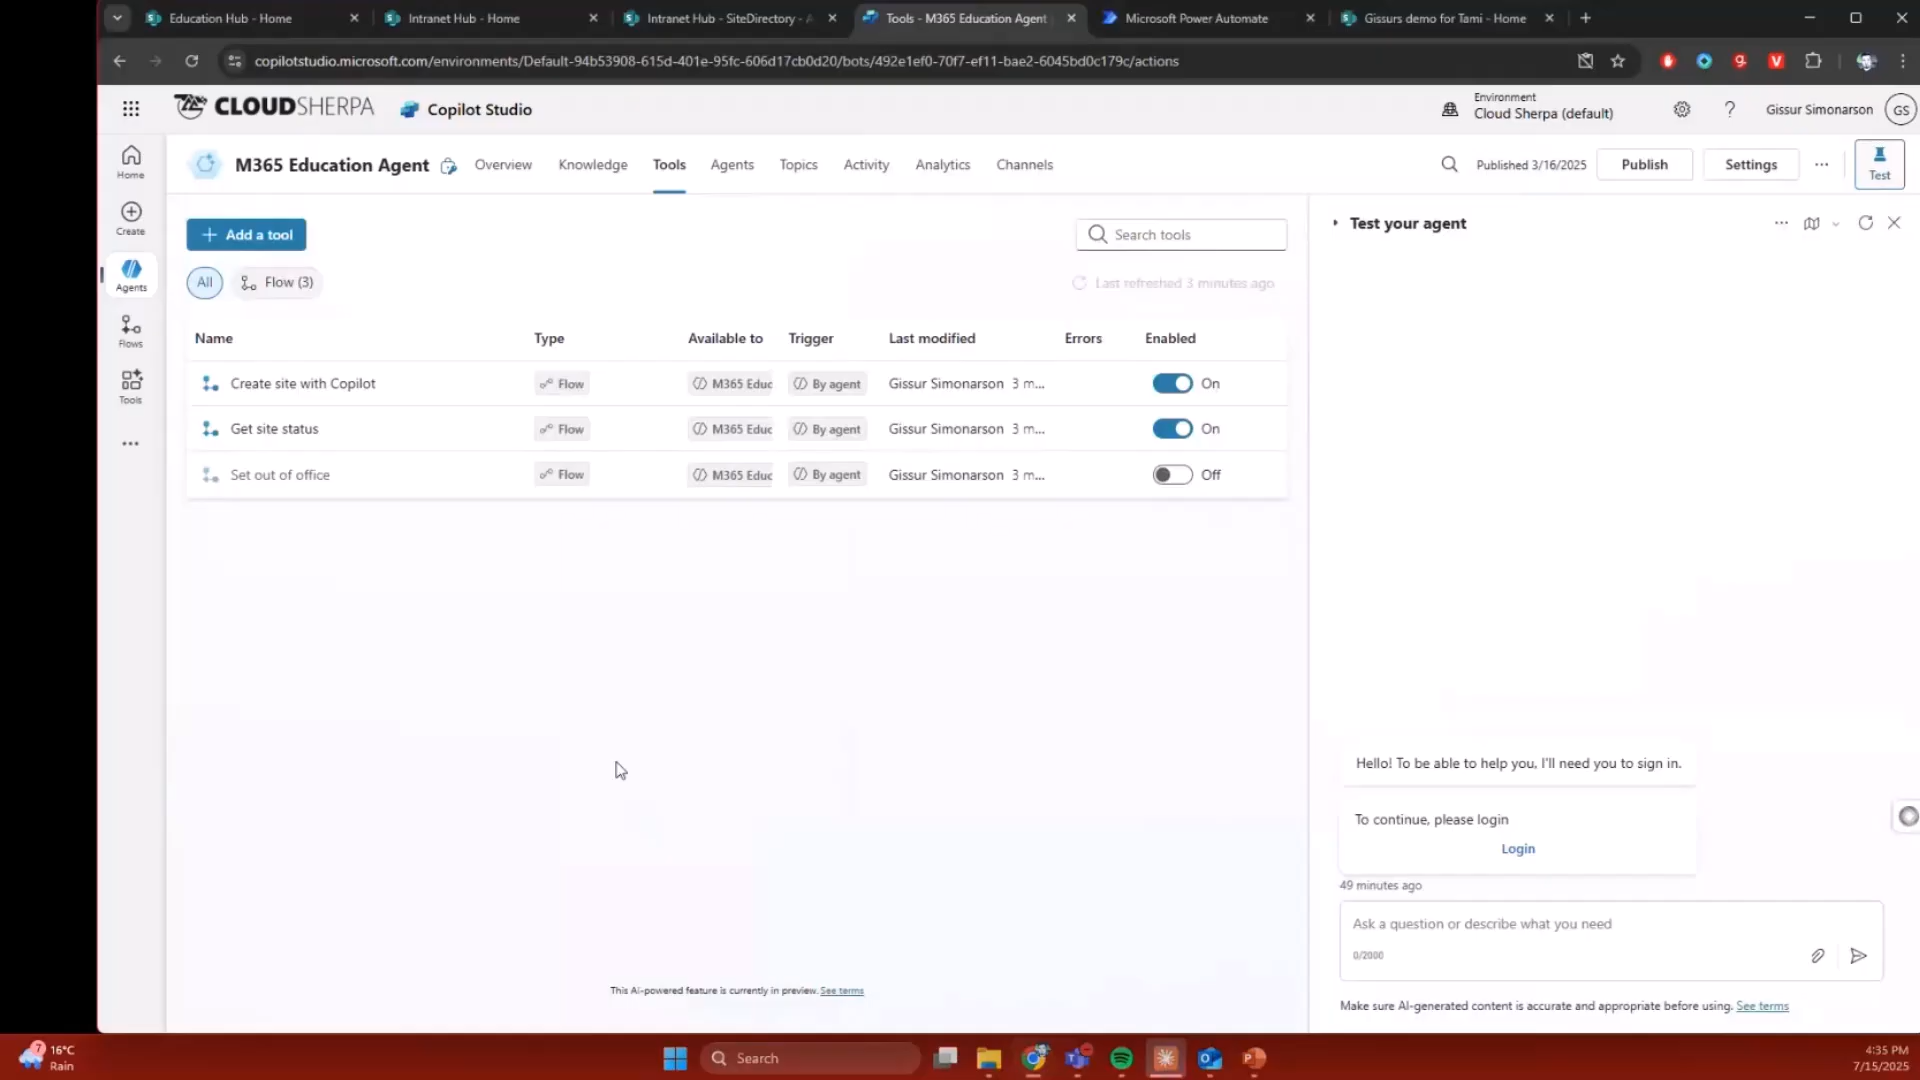 Education Hub - Home
Intranet Hub - Home
Intranet Hub - SiteDirectory - A
Tools - M365 Education Agent
Microsoft Power Automate
Gissurs demo for Tami - Home
copilotstudio.microsoft.com/environments/Default-94b53908-615d-401e-95fc-606d17cb0d20/bots/492e1ef0-70f7-ef11-bae2-6045bd0c179c/actions
CLOUDSHERPA
Copilot Studio
Environment
Cloud Sherpa (default)
?
Gissur Simonarson
GS
Home
Create
Agents
Flows
Tools
M365 Education Agent
Overview
Knowledge
Tools
Agents
Topics
Activity
Analytics
Channels
Published 3/16/2025
Publish
Settings
Test
Add a tool
Search tools
All
Flow (3)
Last refreshed 3 minutes ago
Name Type Available to Trigger Last modified Errors Enabled
Create site with Copilot Flow M365 Educ By agent Gissur Simonarson 3 m... On
Get site status Flow M365 Educ By agent Gissur Simonarson 3 m... On
Set out of office Flow M365 Educ By agent Gissur Simonarson 3 m... Off
This AI-powered feature is currently in preview. See terms
Test your agent
Hello! To be able to help you, I'll need you to sign in.
To continue, please login
Login
49 minutes ago
Ask a question or describe what you need
0/2000
Make sure AI-generated content is accurate and appropriate before using. See terms
7
16°C
Rain
Search
4:35 PM
7/15/2025